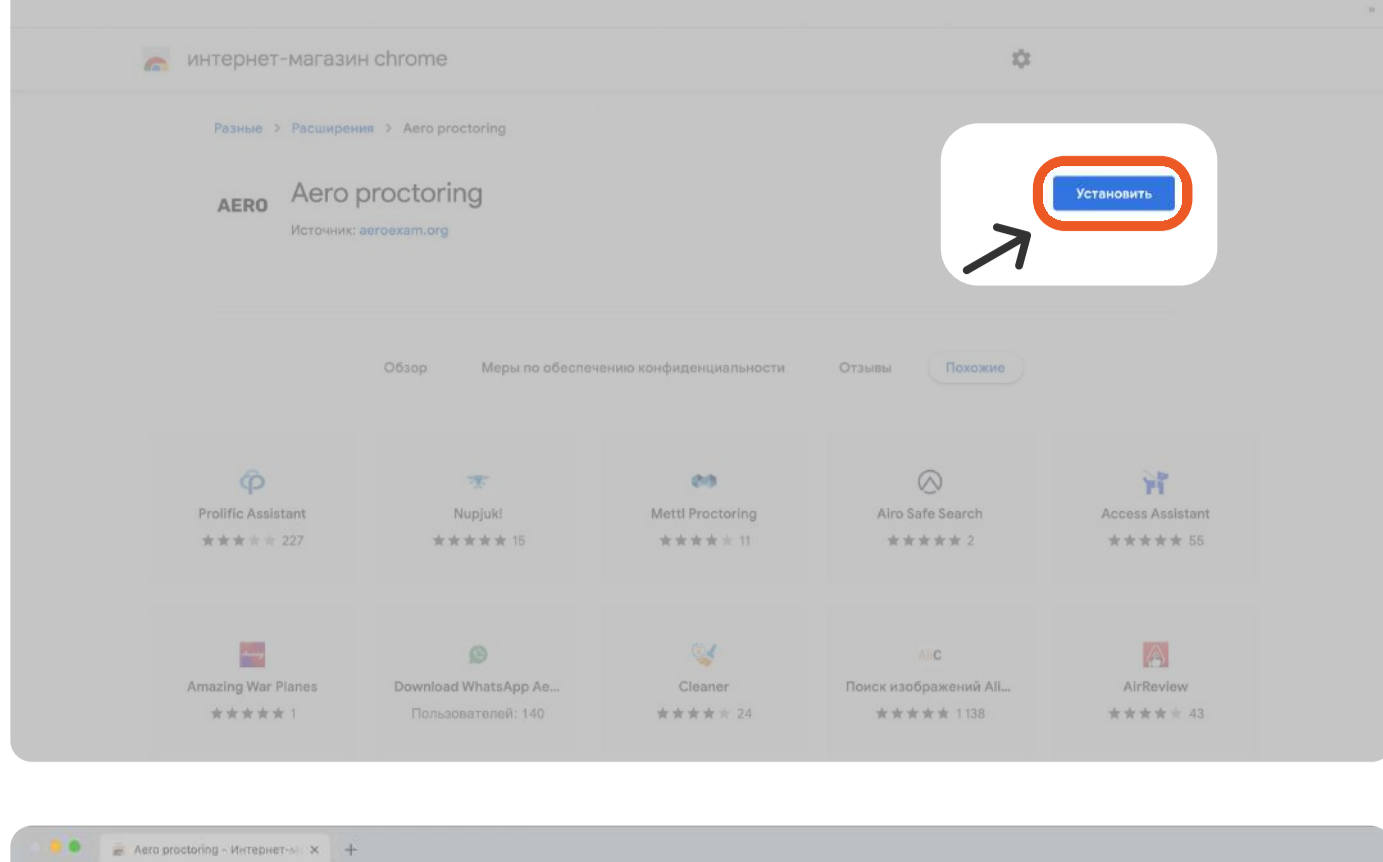 интернет-магазин chrome
Разные > Расширения > Aero proctoring
AERO
Aero proctoring
Установить
Источник: aeroexam.org
Обзор Меры по обеспечению конфиденциальности Отзывы Похожие
Prolific Assistant
227
Nupjuk!
15
Mettl Proctoring
11
Airo Safe Search
2
Access Assistant
55
Amazing War Planes
1
Download WhatsApp Ae...
Пользователей: 140
Cleaner
24
AliC
Поиск изображений Ali...
1 138
AirReview
43
Aero proctoring - Интернет-